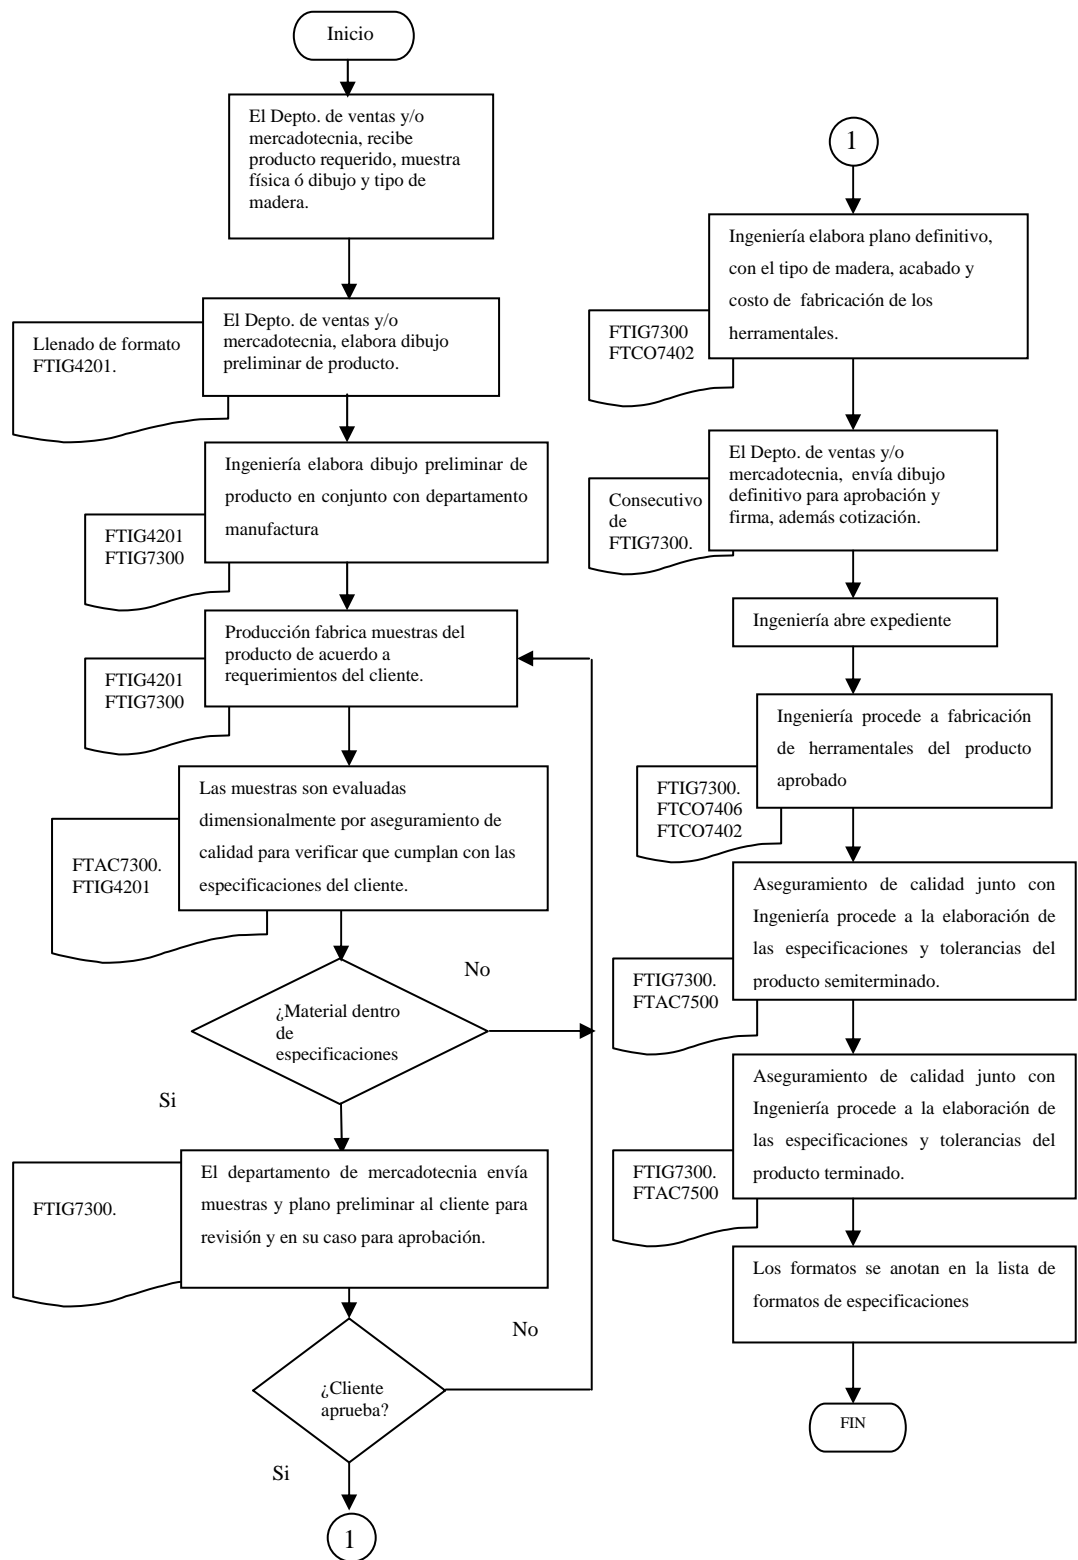 Inicio
El Depto. de ventas y/o
mercadotecnia, recibe
producto requerido, muestra
física ó dibujo y tipo de
madera.
El Depto. de ventas y/o
mercadotecnia, elabora dibujo
preliminar de producto.
Llenado de formato
FTIG4201.
Ingeniería elabora dibujo preliminar de
producto en conjunto con departamento
manufactura
FTIG4201
FTIG7300
Producción fabrica muestras del
producto de acuerdo a
requerimientos del cliente.
FTIG4201
FTIG7300
Las muestras son evaluadas
dimensionalmente por aseguramiento de
calidad para verificar que cumplan con las
especificaciones del cliente.
FTAC7300.
FTIG4201
No
¿Material dentro
de
especificaciones
Si
El departamento de mercadotecnia envía
muestras y plano preliminar al cliente para
revisión y en su caso para aprobación.
FTIG7300.
No
¿Cliente
aprueba?
Si
1
1
Ingeniería elabora plano definitivo,
con el tipo de madera, acabado y
costo de fabricación de los
herramentales.
FTIG7300
FTCO7402
El Depto. de ventas y/o
mercadotecnia, envía dibujo
definitivo para aprobación y
firma, además cotización.
Consecutivo
de
FTIG7300.
Ingeniería abre expediente
Ingeniería procede a fabricación
de herramentales del producto
aprobado
FTIG7300.
FTCO7406
FTCO7402
Aseguramiento de calidad junto con
Ingeniería procede a la elaboración de
las especificaciones y tolerancias del
producto semiterminado.
FTIG7300.
FTAC7500
Aseguramiento de calidad junto con
Ingeniería procede a la elaboración de
las especificaciones y tolerancias del
producto terminado.
FTIG7300.
FTAC7500
Los formatos se anotan en la lista de
formatos de especificaciones
FIN